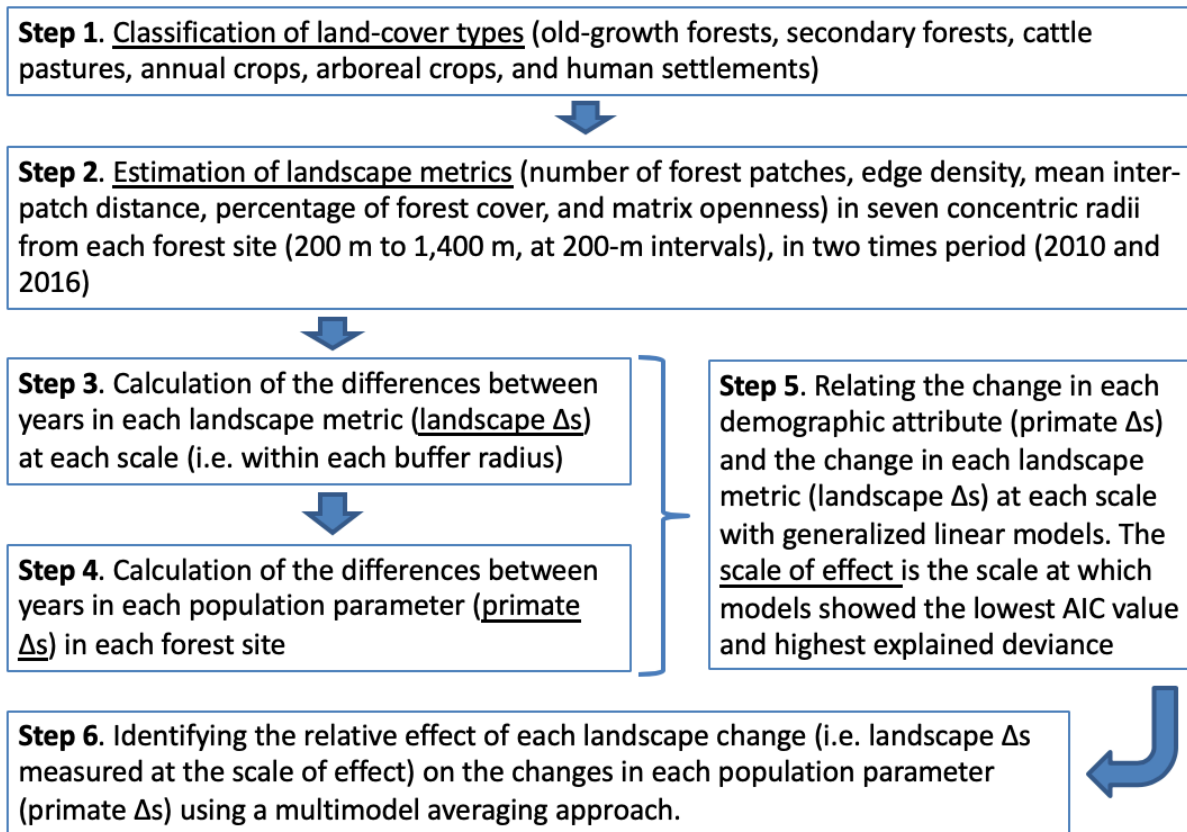 Step 1. Classification of land-cover types (old-growth forests, secondary forests, cattle
pastures, annual crops, arboreal crops, and human settlements)
Step 2. Estimation of landscape metrics (number of forest patches, edge density, mean inter-
patch distance, percentage of forest cover, and matrix openness) in seven concentric radii
from each forest site (200 m to 1,400 m, at 200-m intervals), in two times period (2010 and
2016)
Step 3. Calculation of the differences between
years in each landscape metric (landscape Δs)
at each scale (i.e. within each buffer radius)
Step 4. Calculation of the differences between
years in each population parameter (primate
Δs) in each forest site
Step 5. Relating the change in each
demographic attribute (primate Δs)
and the change in each landscape
metric (landscape Δs) at each scale
with generalized linear models. The
scale of effect is the scale at which
models showed the lowest AIC value
and highest explained deviance
Step 6. Identifying the relative effect of each landscape change (i.e. landscape Δs
measured at the scale of effect) on the changes in each population parameter
(primate Δs) using a multimodel averaging approach.